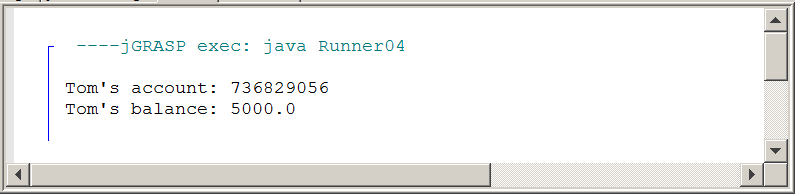 ----jGRASP exec: java Runner04
Tom's account: 736829056
Tom's balance: 5000.0